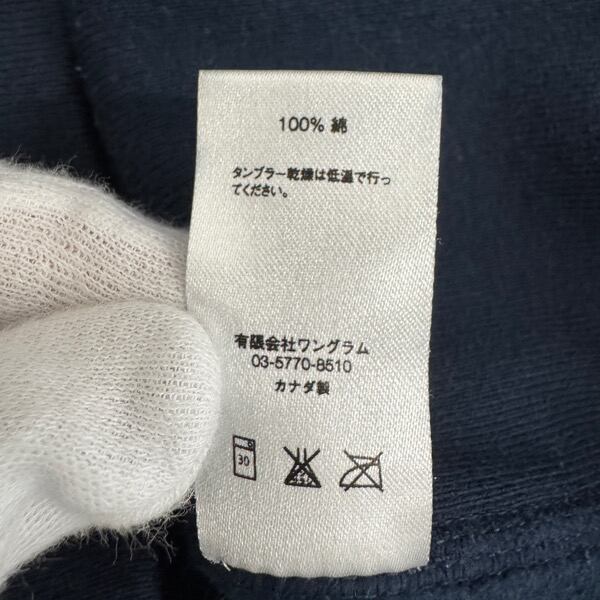 100% 綿
タンブラー乾燥は低温で行っ
てください。
有限会社ワングラム
03-5770-8510
カナダ製
30